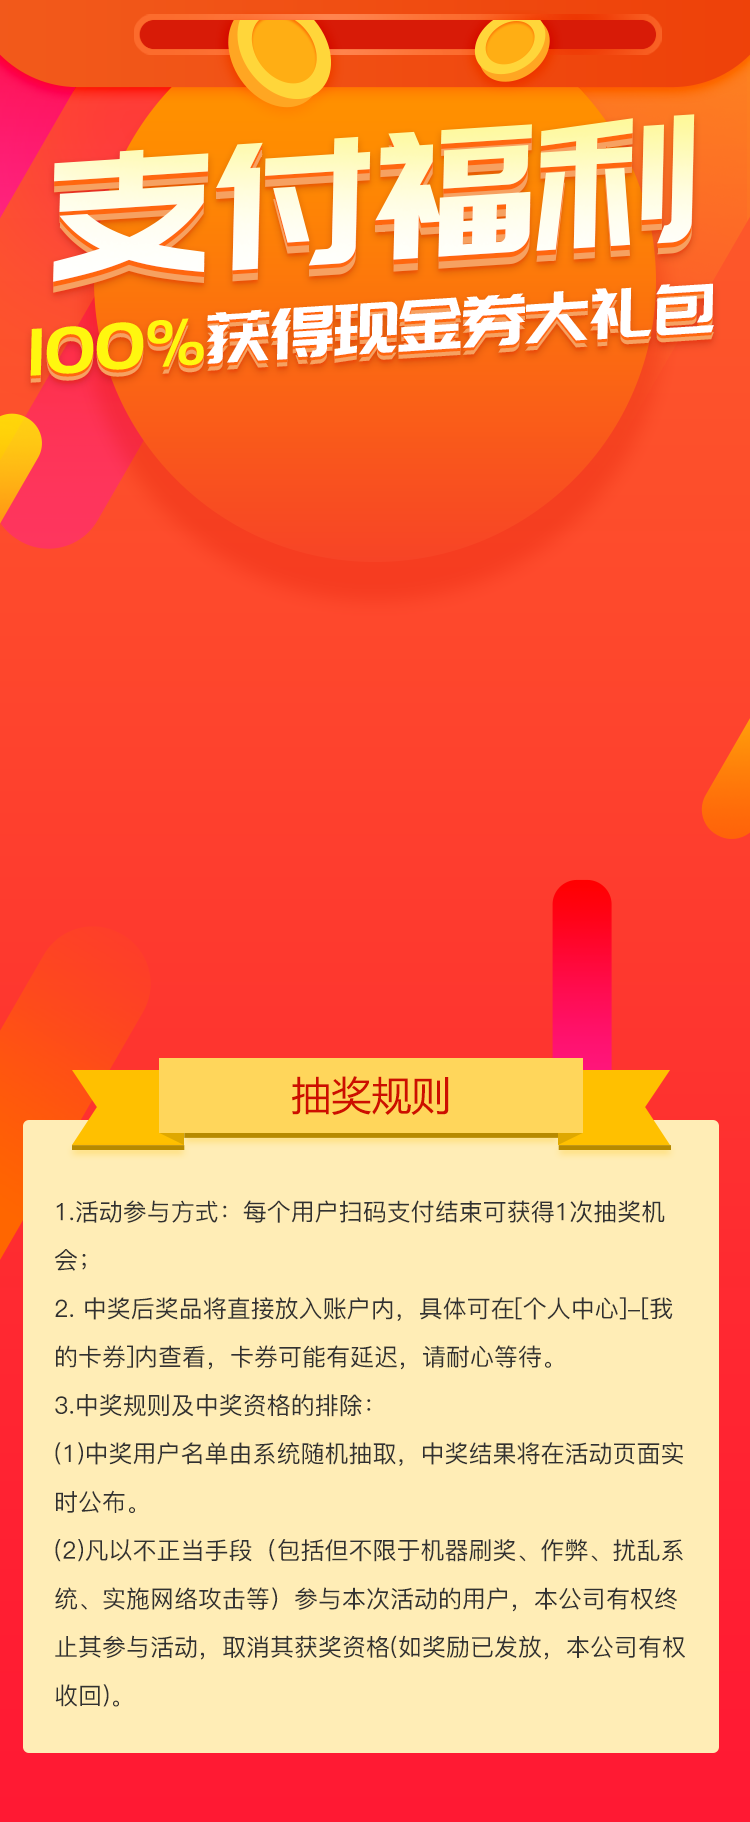 支付福利
100%获得现金券大礼包
抽奖规则
1.活动参与方式：每个用户扫码支付结束可获得1次抽奖机
会；
2. 中奖后奖品将直接放入账户内，具体可在[个人中心]-[我
的卡券]内查看，卡券可能有延迟，请耐心等待。
3.中奖规则及中奖资格的排除：
(1)中奖用户名单由系统随机抽取，中奖结果将在活动页面实
时公布。
(2)凡以不正当手段（包括但不限于机器刷奖、作弊、扰乱系
统、实施网络攻击等）参与本次活动的用户，本公司有权终
止其参与活动，取消其获奖资格(如奖励已发放，本公司有权
收回)。